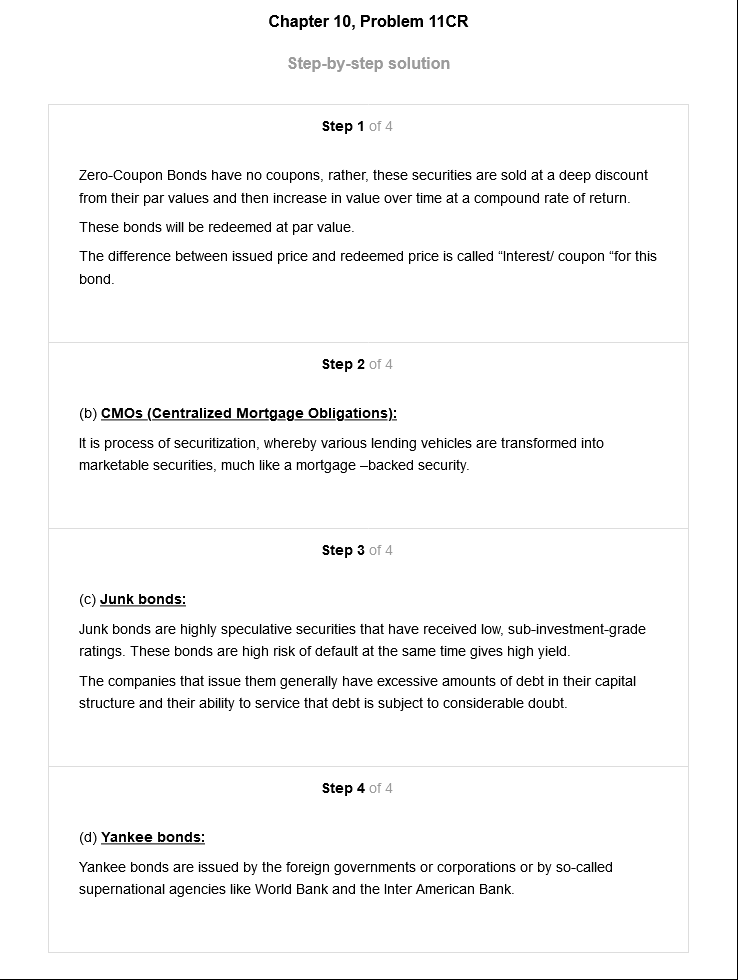 Chapter 10, Problem 11CR
Step-by-step solution
Step 1 of 4
Zero-Coupon Bonds have no coupons, rather, these securities are sold at a deep discount
from their par values and then increase in value over time at a compound rate of return.
These bonds will be redeemed at par value.
The difference between issued price and redeemed price is called “Interest/ coupon “for this
bond.
Step 2 of 4
(b) CMOs (Centralized Mortgage Obligations):
It is process of securitization, whereby various lending vehicles are transformed into
marketable securities, much like a mortgage –backed security.
Step 3 of 4
(c) Junk bonds:
Junk bonds are highly speculative securities that have received low, sub-investment-grade
ratings. These bonds are high risk of default at the same time gives high yield.
The companies that issue them generally have excessive amounts of debt in their capital
structure and their ability to service that debt is subject to considerable doubt.
Step 4 of 4
(d) Yankee bonds:
Yankee bonds are issued by the foreign governments or corporations or by so-called
supernational agencies like World Bank and the Inter American Bank.